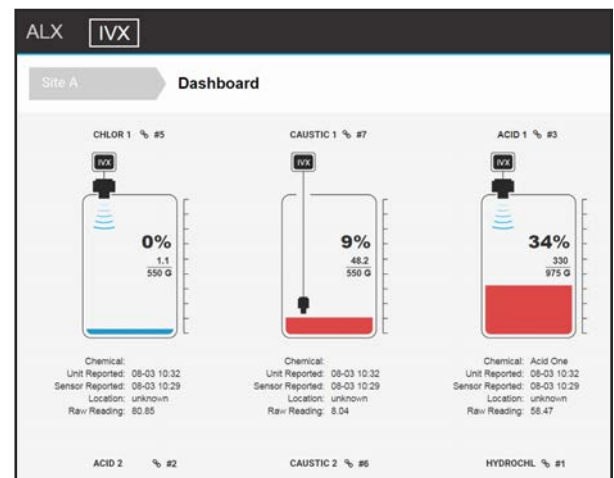 ALX IVX
Site A Dashboard
CHLOR 1 #5
IVX
0%
1.1
550 G
Chemical:
Unit Reported: 08-03 10:32
Sensor Reported: 08-03 10:29
Location: unknown
Raw Reading: 80.85
CAUSTIC 1 #7
IVX
9%
48.2
550 G
Chemical:
Unit Reported: 08-03 10:32
Sensor Reported: 08-03 10:29
Location: unknown
Raw Reading: 8.04
ACID 1 #3
IVX
34%
330
975 G
Chemical: Acid One
Unit Reported: 08-03 10:32
Sensor Reported: 08-03 10:29
Location: unknown
Raw Reading: 58.47
ACID 2 #2
CAUSTIC 2 #6
HYDROCHL #1